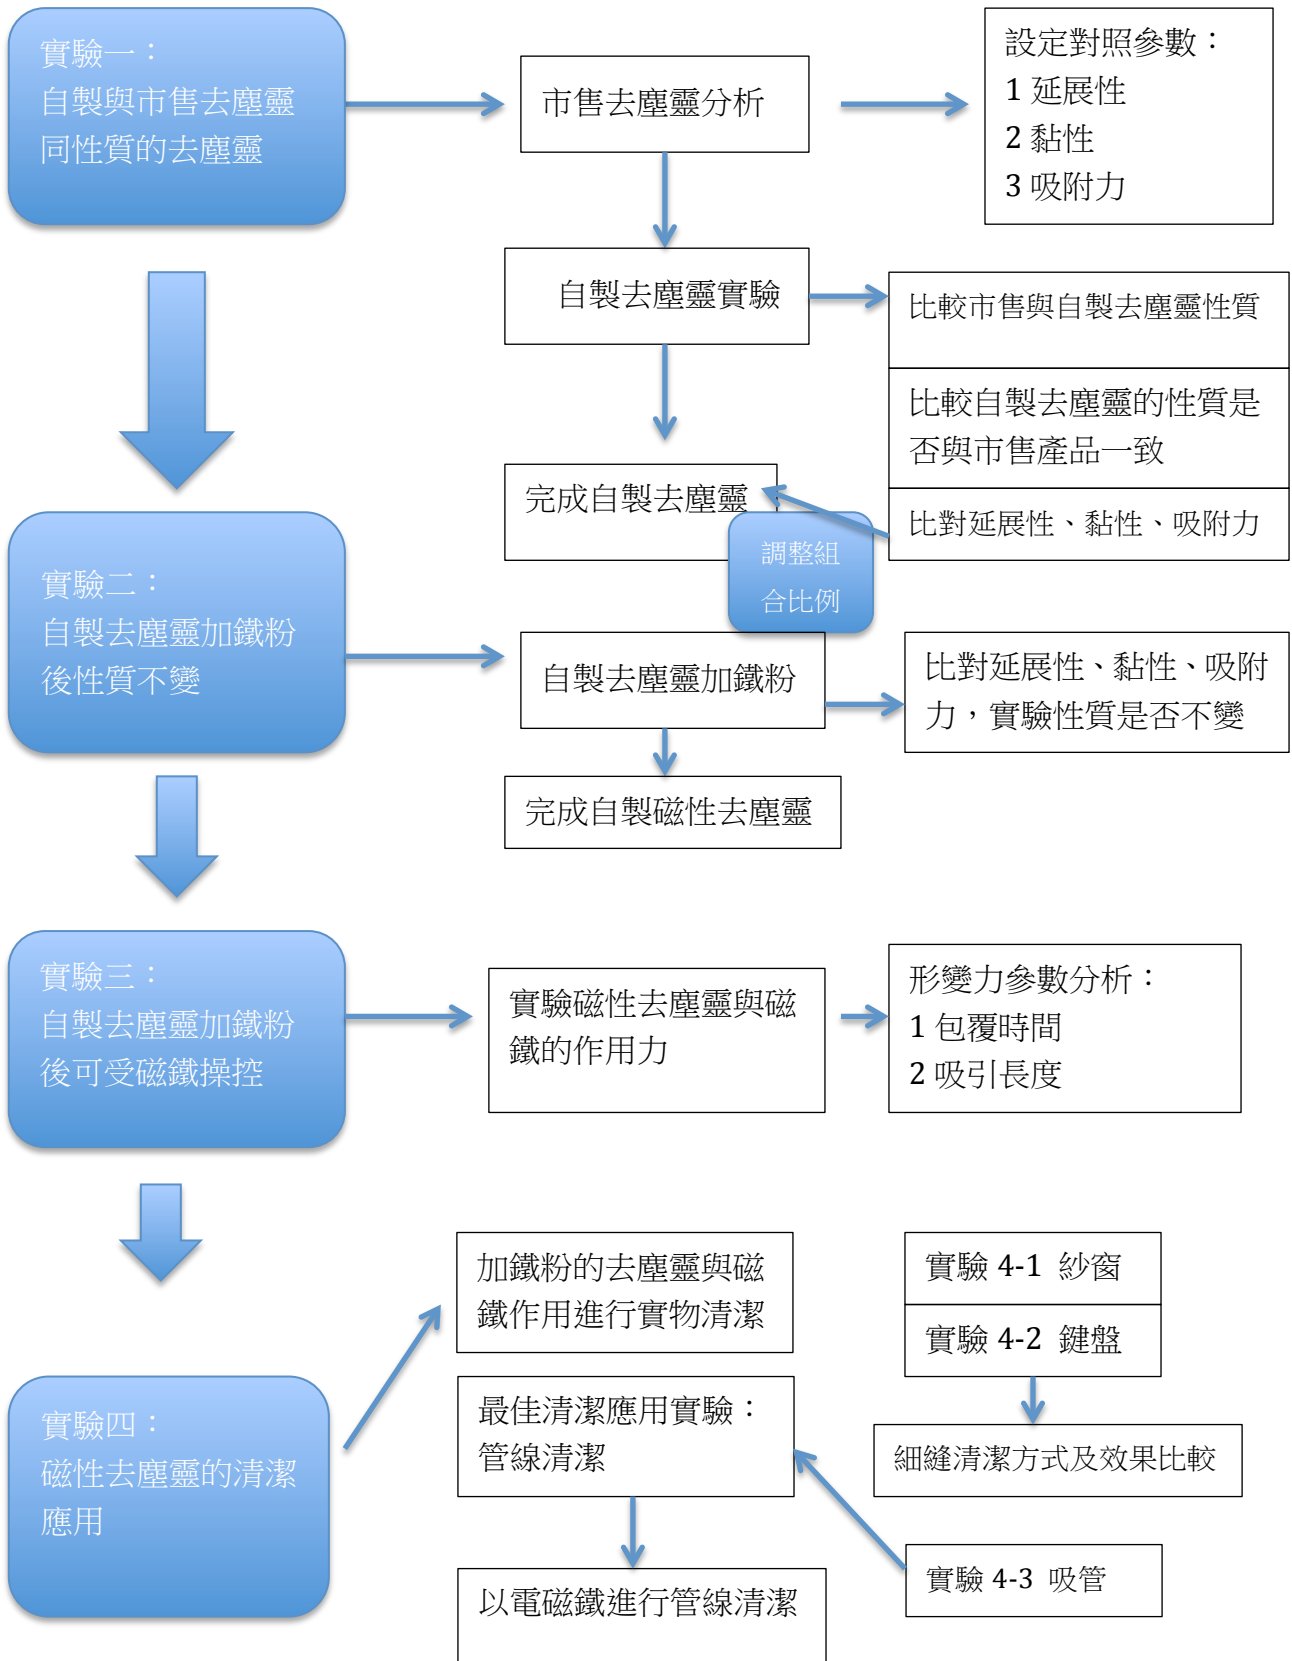 實驗一：
自製與市售去塵靈
同性質的去塵靈
市售去塵靈分析
設定對照參數：
1 延展性
2 黏性
3 吸附力
自製去塵靈實驗
比較市售與自製去塵靈性質
比較自製去塵靈的性質是
否與市售產品一致
比對延展性、黏性、吸附力
完成自製去塵靈
調整組
合比例
實驗二：
自製去塵靈加鐵粉
後性質不變
自製去塵靈加鐵粉
比對延展性、黏性、吸附
力，實驗性質是否不變
完成自製磁性去塵靈
實驗三：
自製去塵靈加鐵粉
後可受磁鐵操控
實驗磁性去塵靈與磁
鐵的作用力
形變力參數分析：
1 包覆時間
2 吸引長度
實驗四：
磁性去塵靈的清潔
應用
加鐵粉的去塵靈與磁
鐵作用進行實物清潔
實驗 4-1 紗窗
實驗 4-2 鍵盤
細縫清潔方式及效果比較
最佳清潔應用實驗：
管線清潔
實驗 4-3 吸管
以電磁鐵進行管線清潔